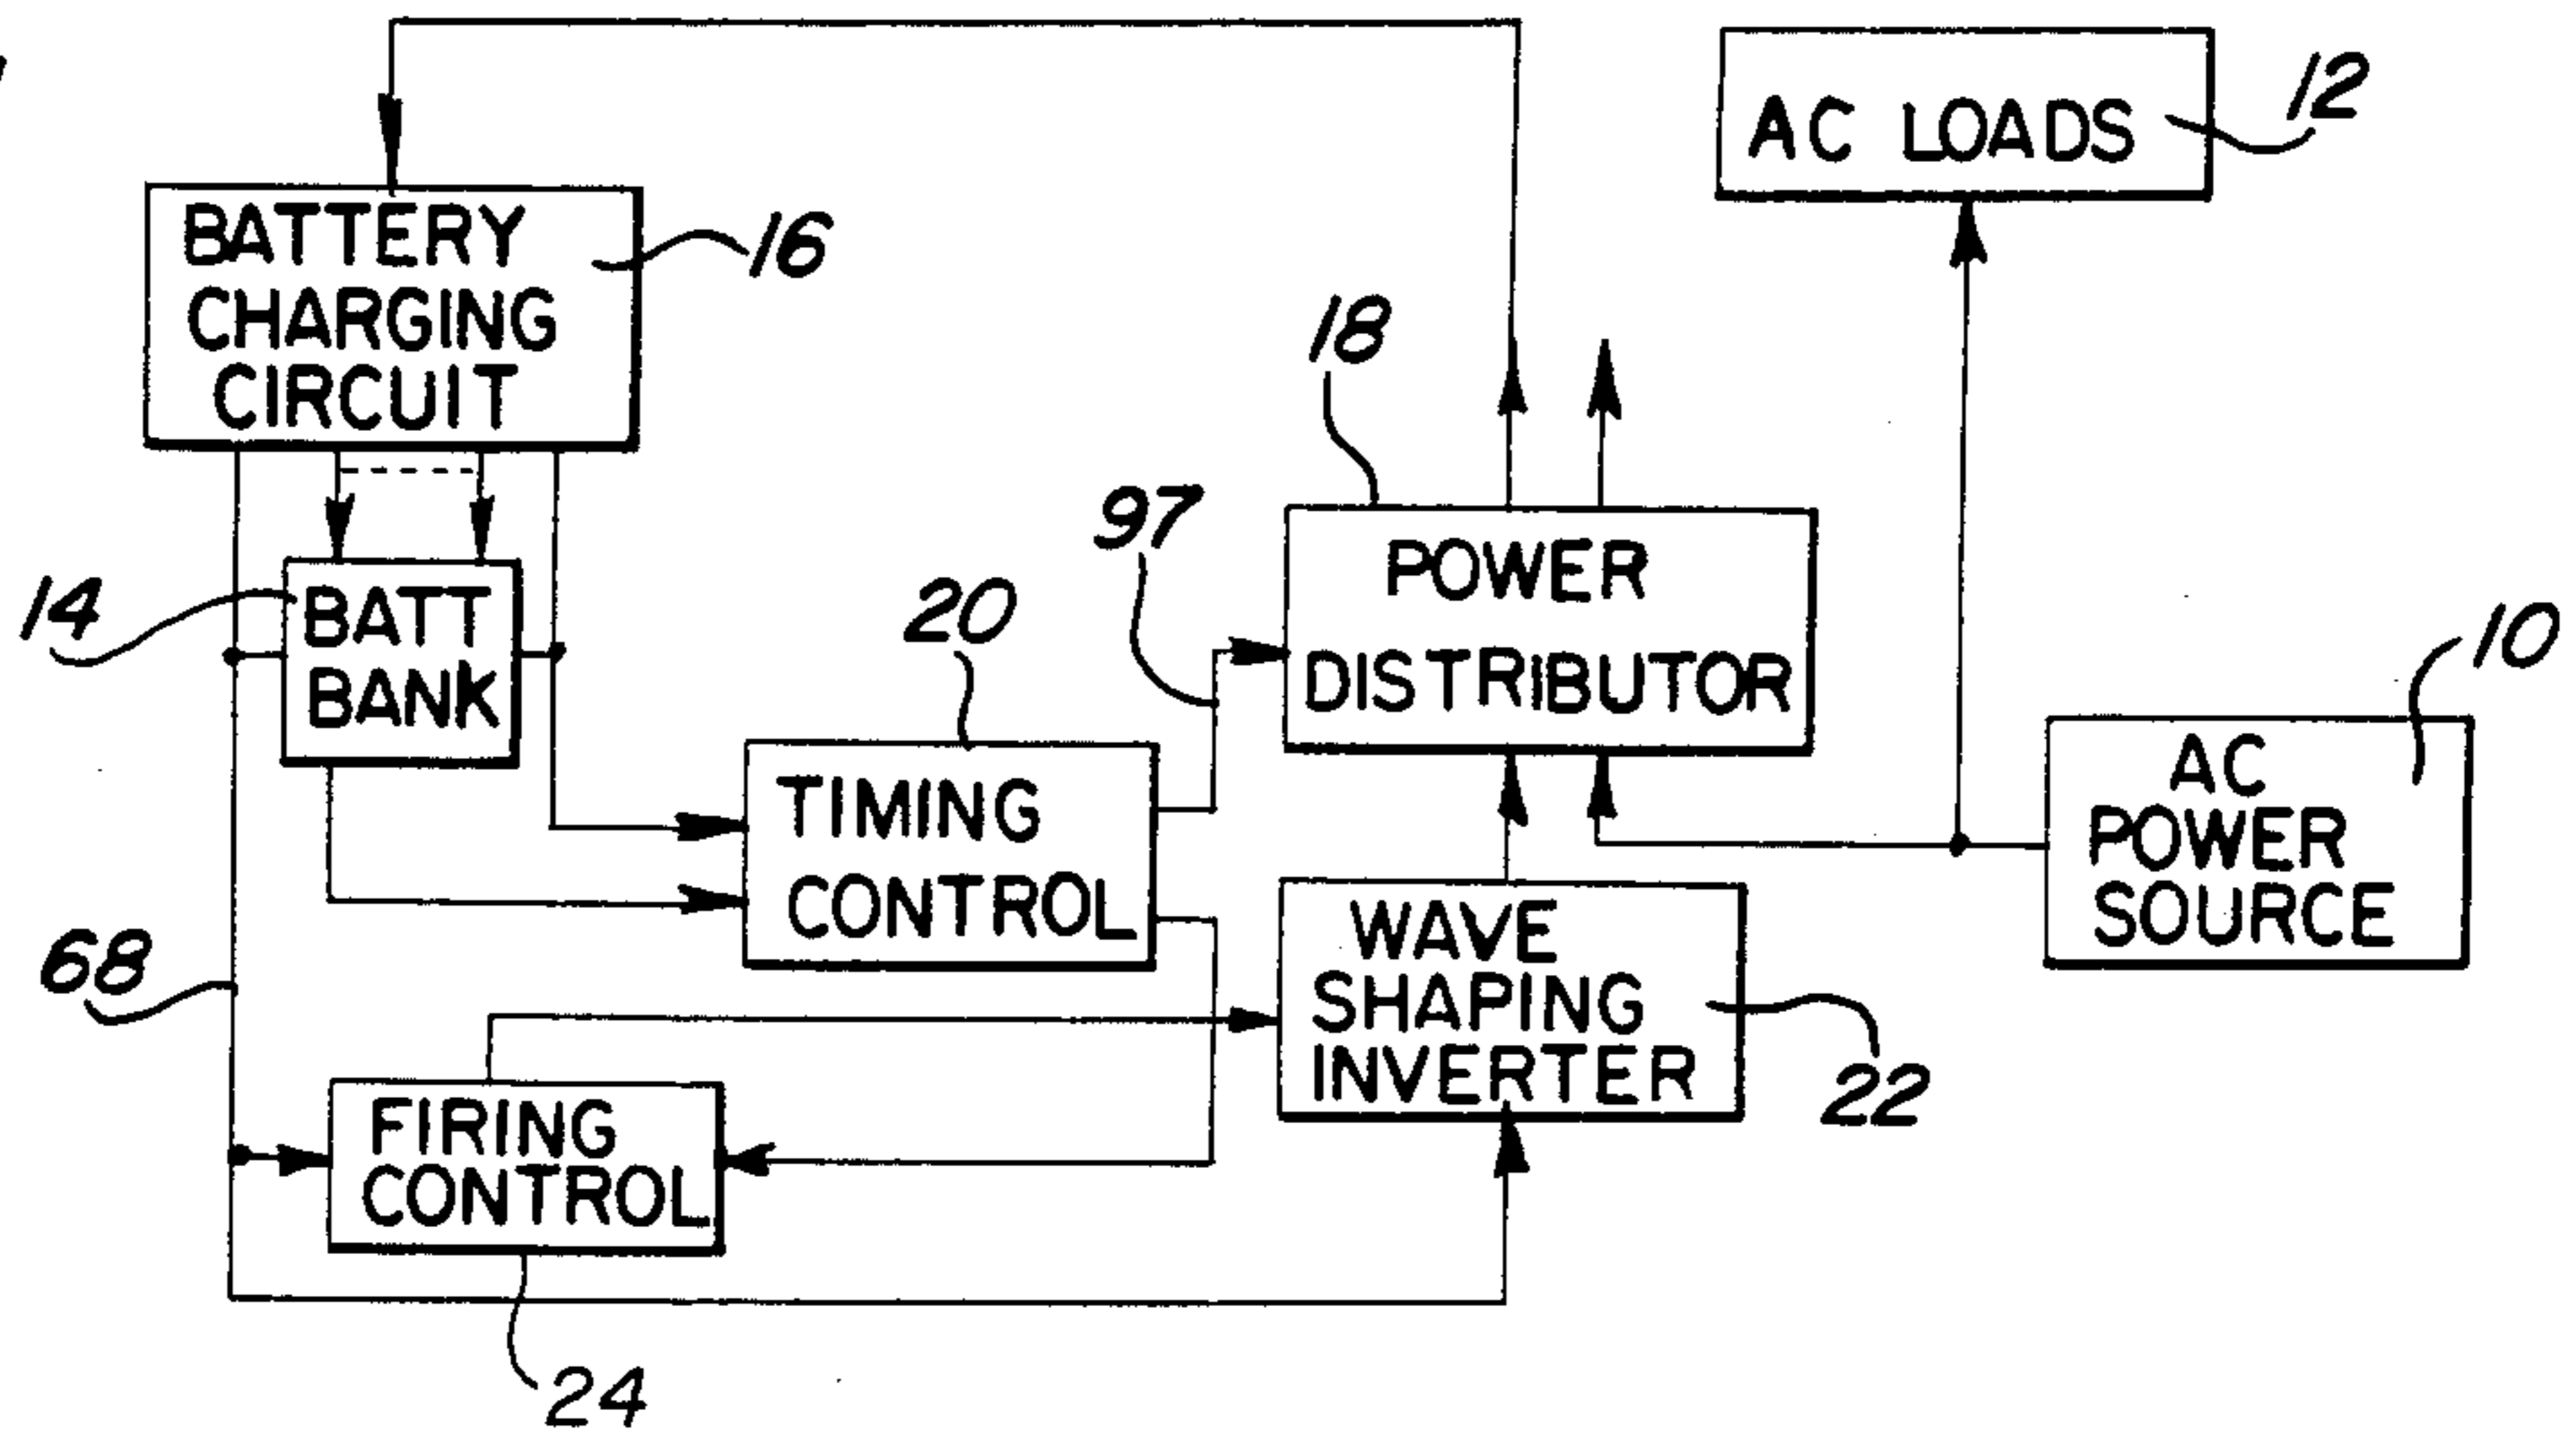 12
AC LOADS
BATTERY
CHARGING
CIRCUIT
16
18
97
POWER
DISTRIBUTOR
14
BATT
BANK
20
10
AC
POWER
SOURCE
TIMING
CONTROL
68
WAVE
SHAPING
INVERTER
22
FIRING
CONTROL
24